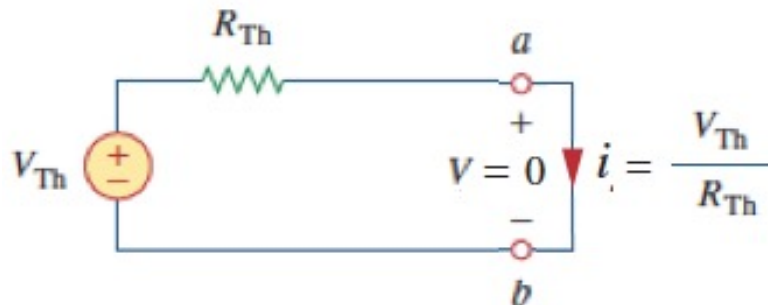 R_Th
a
V_Th
+
−
+
V = 0
−
i = V_Th / R_Th
b